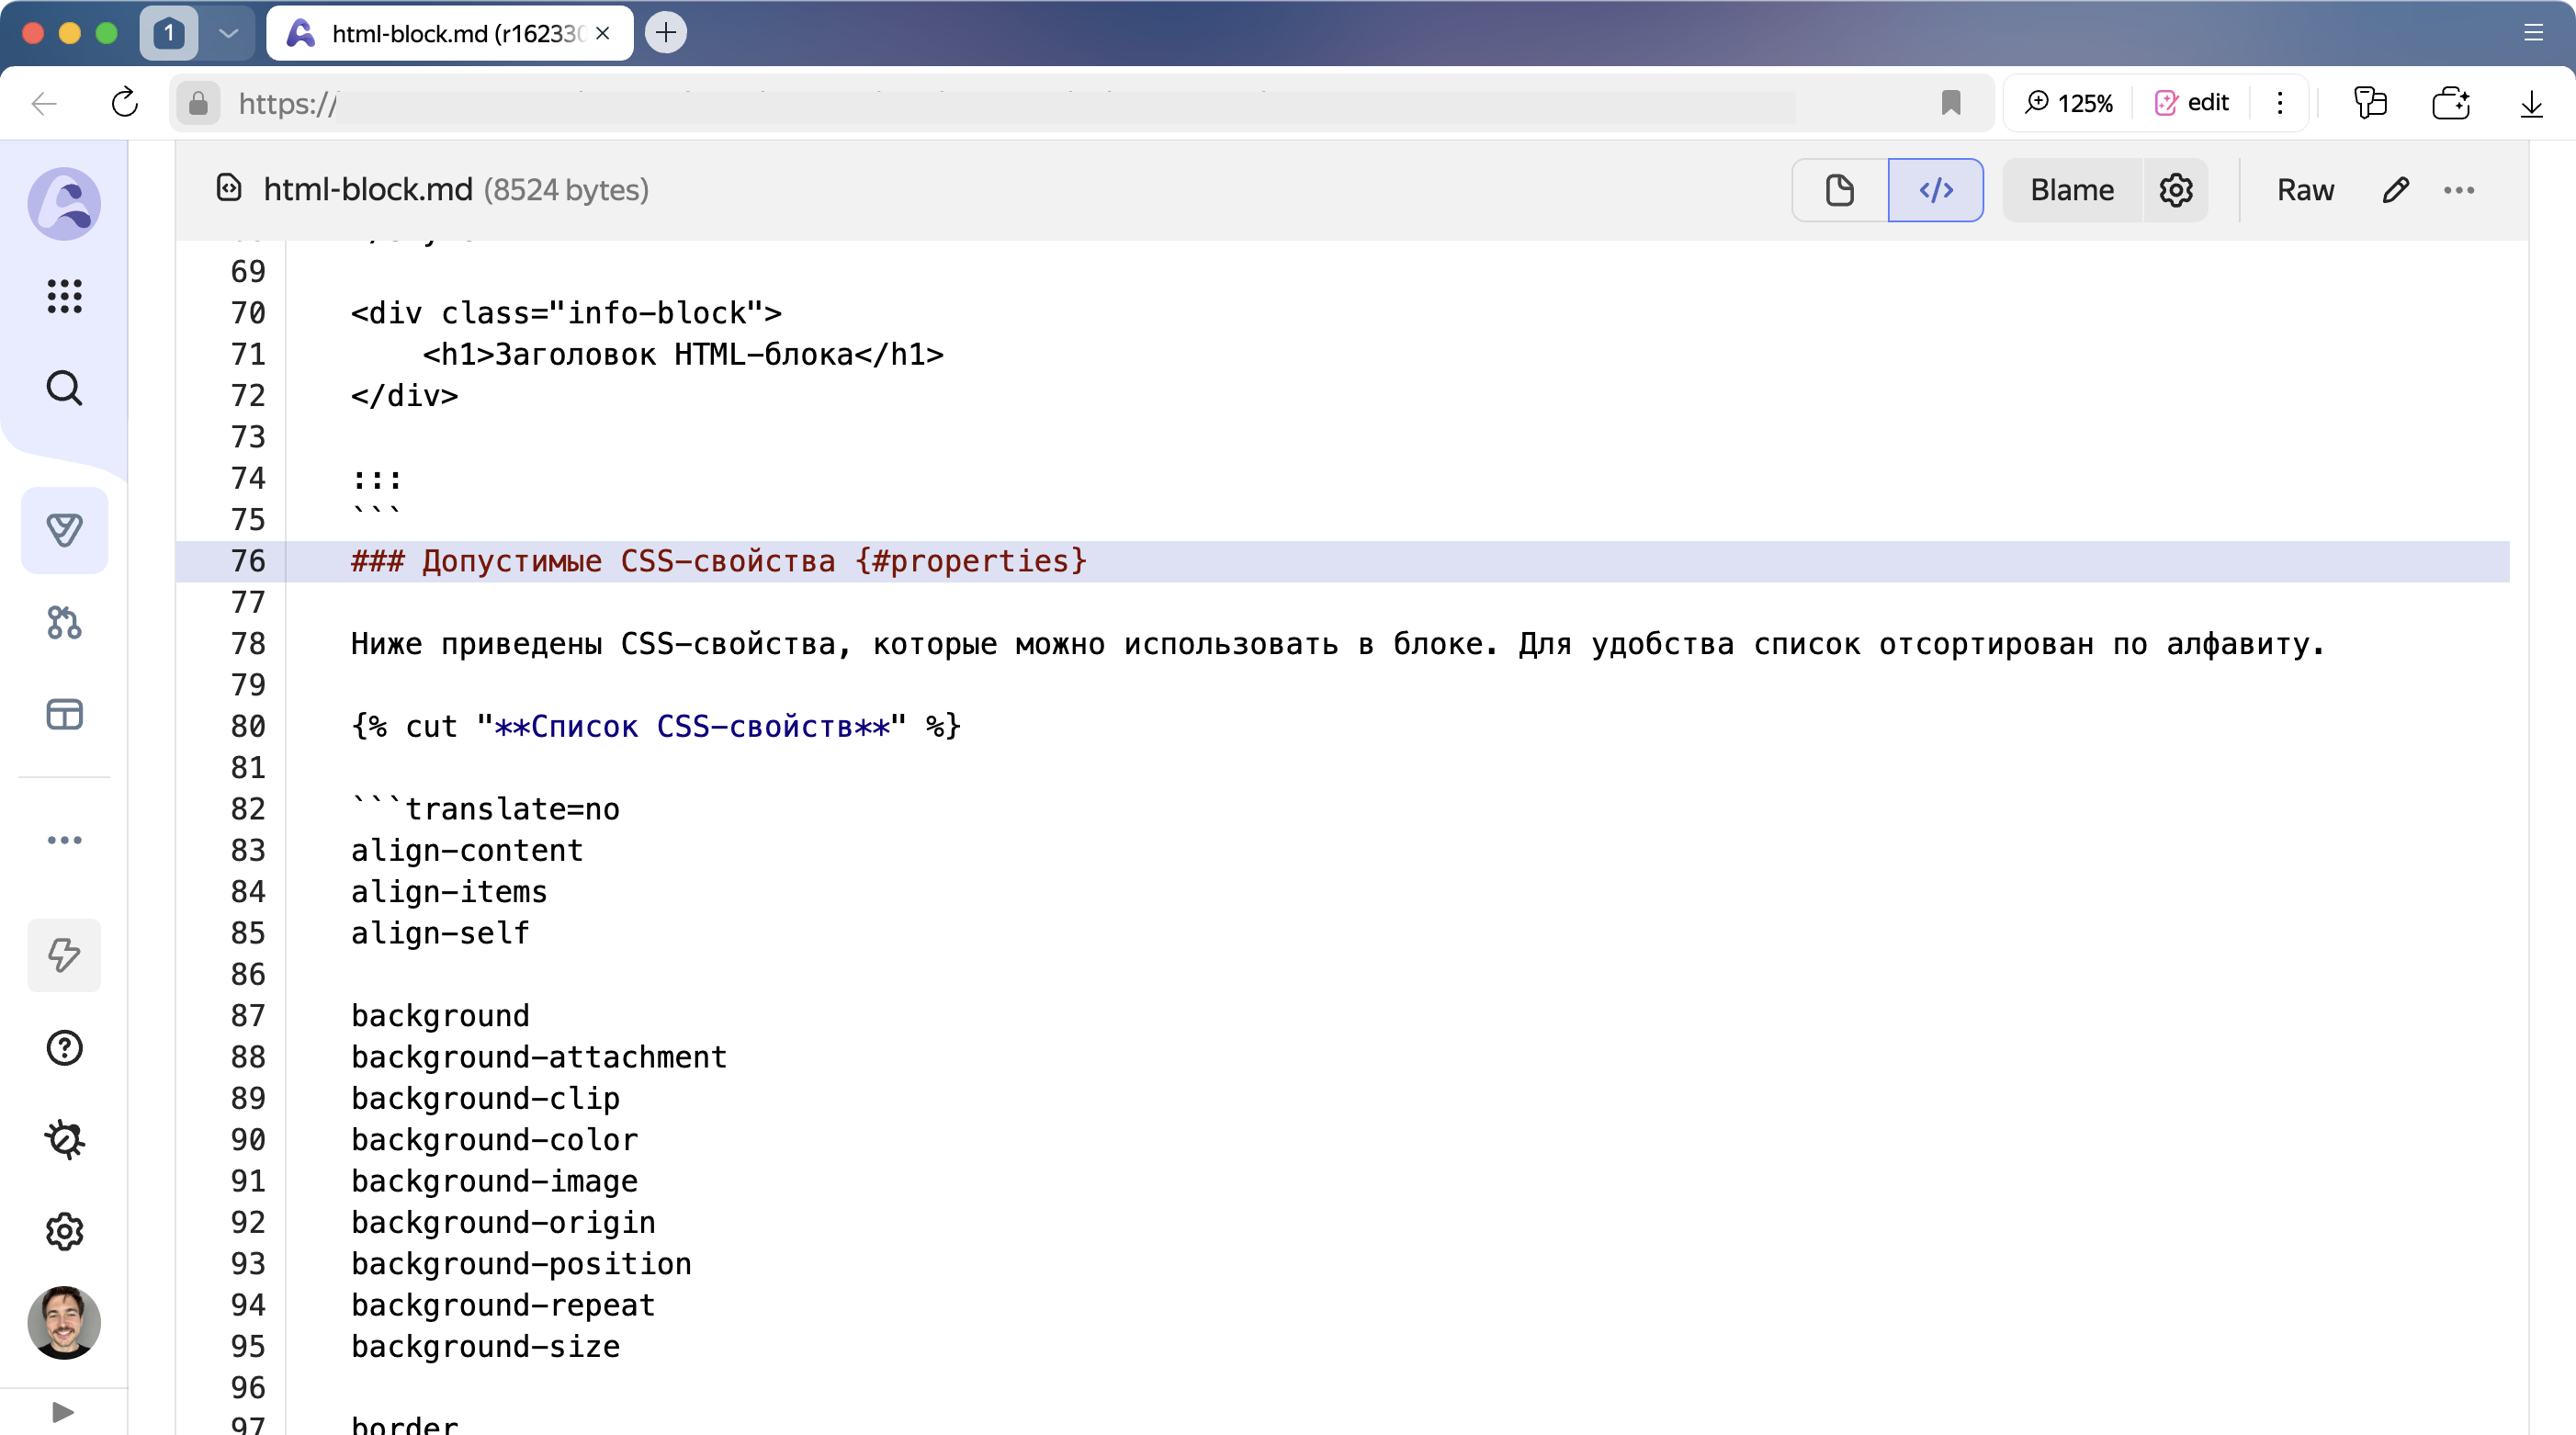 1
html-block.md (r162330
https://
125%
edit
html-block.md (8524 bytes)
Blame
Raw
69
70 <div class="info-block">
71     <h1>Заголовок HTML-блока</h1>
72 </div>
73
74 :::
75 ```
76 ### Допустимые CSS-свойства {#properties}
77
78 Ниже приведены CSS-свойства, которые можно использовать в блоке. Для удобства список отсортирован по алфавиту.
79
80 {% cut "**Список CSS-свойств**" %}
81
82 ```translate=no
83 align-content
84 align-items
85 align-self
86
87 background
88 background-attachment
89 background-clip
90 background-color
91 background-image
92 background-origin
93 background-position
94 background-repeat
95 background-size
96
97 border